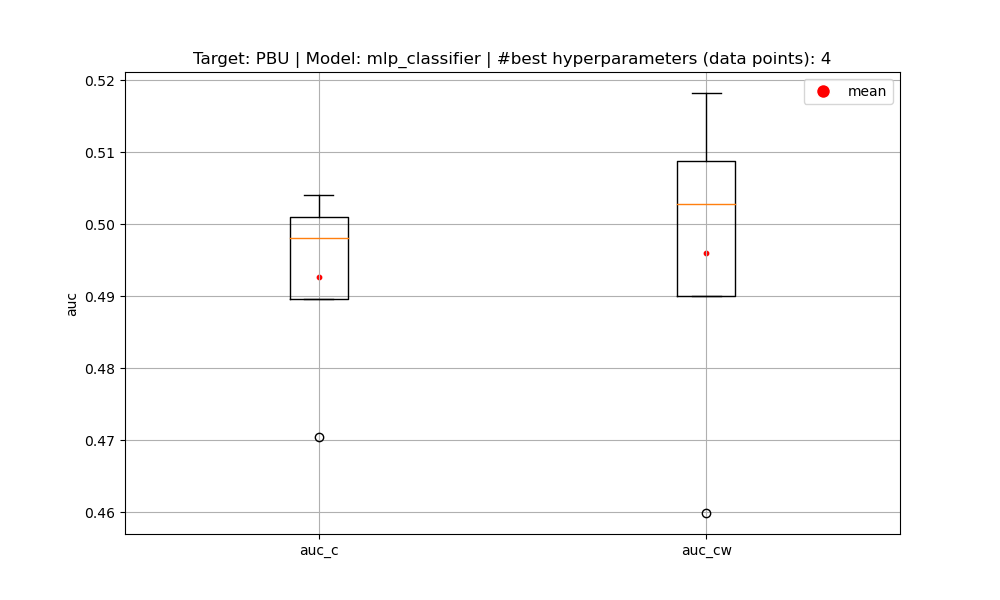 Target: PBU | Model: mlp_classifier | #best hyperparameters (data points): 4
mean
0.52
0.51
0.50
0.49
0.48
0.47
0.46
auc
auc_c
auc_cw